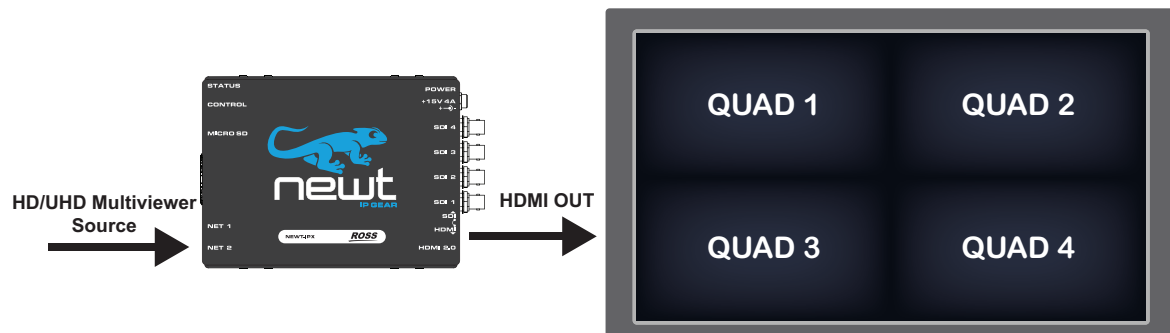 HD/UHD Multiviewer
Source
STATUS
CONTROL
MICRO SD
NET 1
NET 2
POWER
+15V 4A
SDI 4
SDI 3
SDI 2
SDI 1
SDI
HDMI
HDMI 2.0
newt
IP GEAR
NEWT-IPX
ROSS
HDMI OUT
QUAD 1
QUAD 2
QUAD 3
QUAD 4